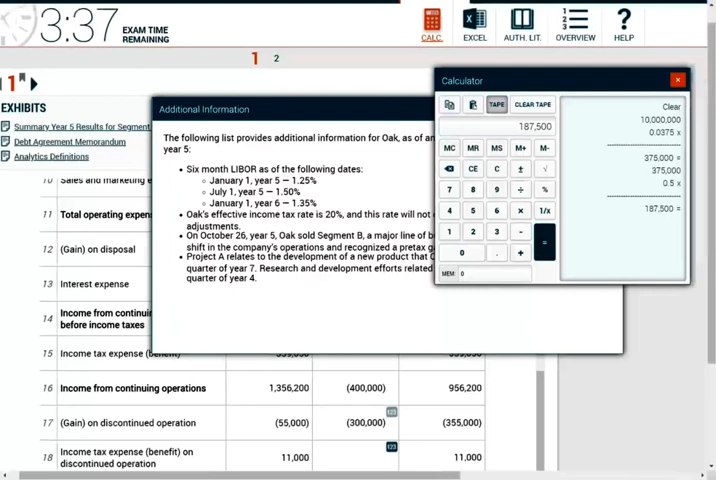 3:37 EXAM TIME REMAINING
CALC. EXCEL AUTH. LIT. OVERVIEW HELP
1 2
1
EXHIBITS
Summary Year 5 Results for Segment
Debt Agreement Memorandum
Analytics Definitions
Additional Information
The following list provides additional information for Oak, as of an
year 5:
• Six month LIBOR as of the following dates:
January 1, year 5 – 1.25%
July 1, year 5 – 1.50%
January 1, year 6 – 1.35%
• Oak's effective income tax rate is 20%, and this rate will not
adjustments.
• On October 26, year 5, Oak sold Segment B, a major line of
shift in the company's operations and recognized a pretax
• Project A relates to the development of a new product that
quarter of year 7. Research and development efforts related
quarter of year 4.
Calculator
TAPE CLEAR TAPE
187,500
MC MR MS M+ M-
CE C ± √
7 8 9 ÷ %
4 5 6 × 1/x
1 2 3 - =
0 . +
MEM: 0
Clear
10,000,000
0.0375 x
375,000 =
375,000
0.5 x
187,500 =
10 Sales and marketing e
11 Total operating expen
12 (Gain) on disposal
13 Interest expense
14 Income from continui
before income taxes
15 Income tax expense (benefit)
16 Income from continuing operations 1,356,200 (400,000) 956,200
17 (Gain) on discontinued operation (55,000) (300,000) (355,000)
123
18 Income tax expense (benefit) on
discontinued operation 11,000 11,000
123